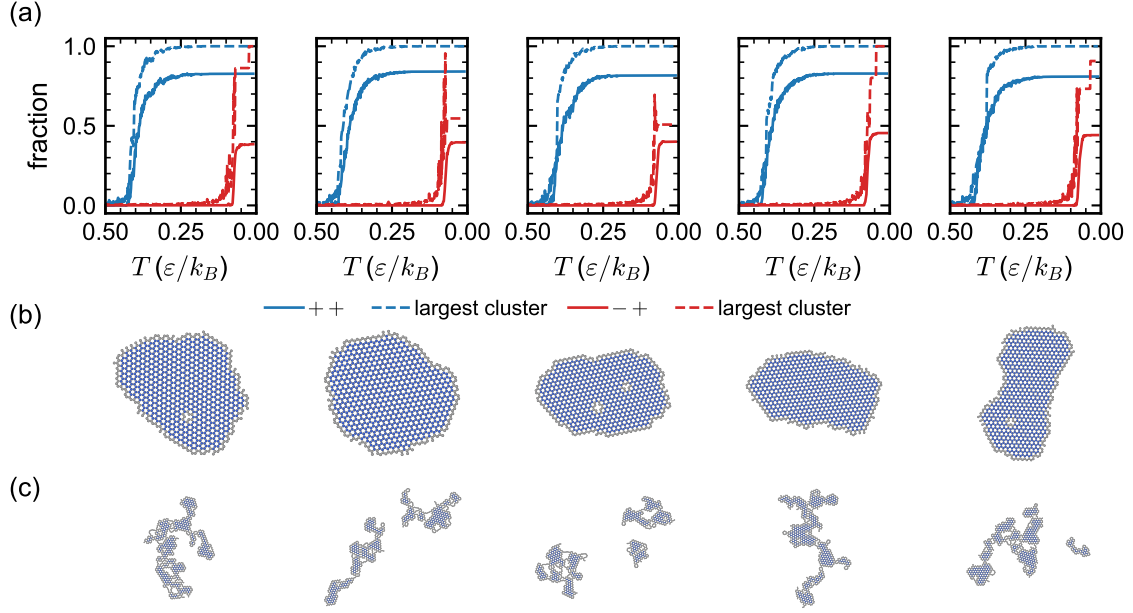 (a)
fraction
1.0
0.5
0.0
0.50 0.25 0.00 0.50 0.25 0.00 0.50 0.25 0.00 0.50 0.25 0.00 0.50 0.25 0.00
T (ε/k_B) T (ε/k_B) T (ε/k_B) T (ε/k_B) T (ε/k_B)
++ largest cluster −+ largest cluster
(b)
(c)